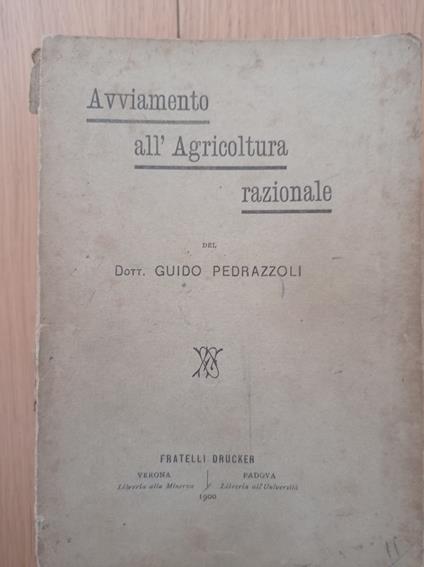 Avviamento
all' Agricoltura
razionale
DEL
DOTT. GUIDO PEDRAZZOLI
FRATELLI DRUCKER
VERONA PADOVA
Libreria alla Minerva Libreria all'Università
1900